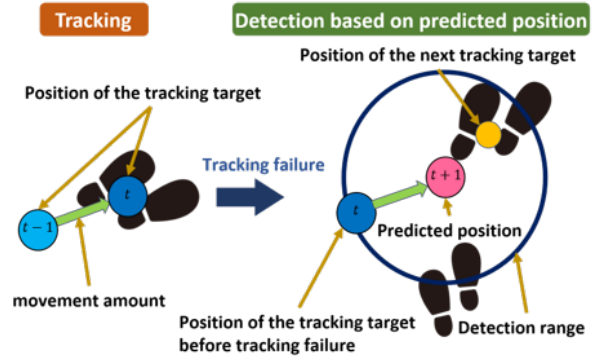 Tracking
Detection based on predicted position
Position of the tracking target
Position of the next tracking target
Tracking failure
t − 1
t
t
t + 1
Predicted position
movement amount
Position of the tracking target
before tracking failure
Detection range